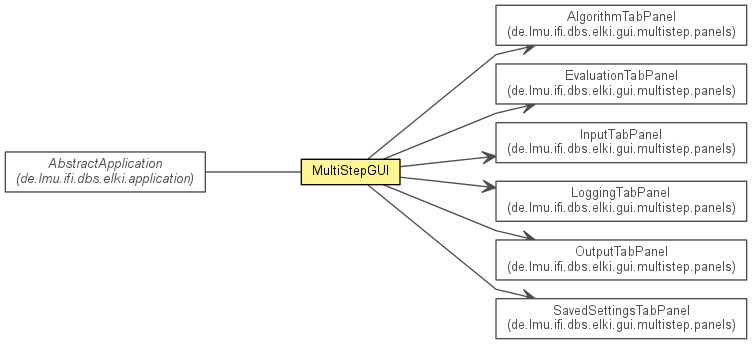 AlgorithmTabPanel
(de.lmu.ifi.dbs.elki.gui.multistep.panels)
EvaluationTabPanel
(de.lmu.ifi.dbs.elki.gui.multistep.panels)
InputTabPanel
(de.lmu.ifi.dbs.elki.gui.multistep.panels)
AbstractApplication
(de.lmu.ifi.dbs.elki.application)
MultiStepGUI
LoggingTabPanel
(de.lmu.ifi.dbs.elki.gui.multistep.panels)
OutputTabPanel
(de.lmu.ifi.dbs.elki.gui.multistep.panels)
SavedSettingsTabPanel
(de.lmu.ifi.dbs.elki.gui.multistep.panels)